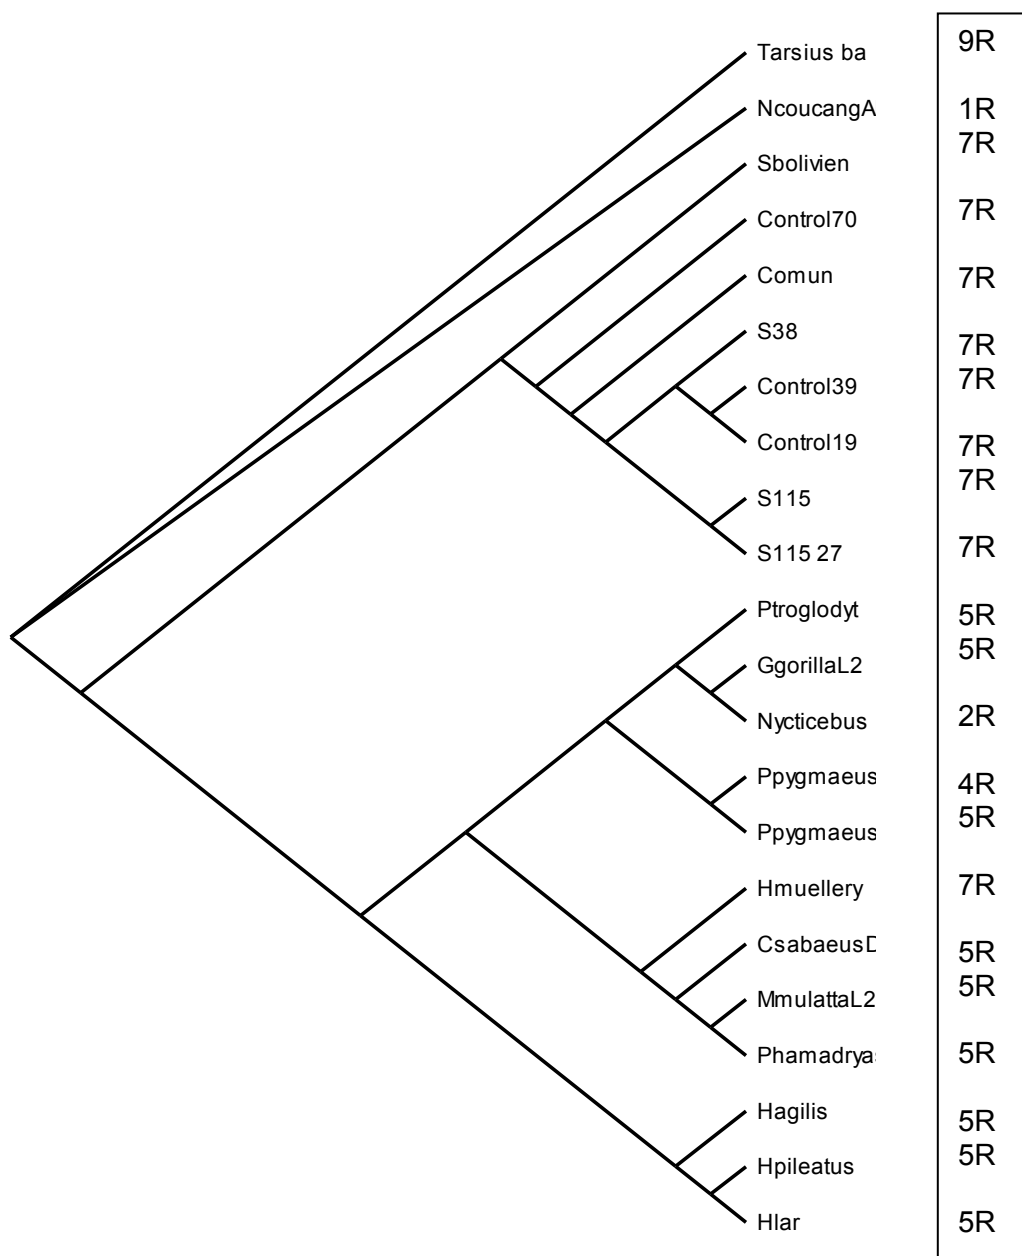 Tarsius ba 9R
NcoucangA 1R
Sbolivien 7R
Control70 7R
Comun 7R
S38 7R
Control39 7R
Control19 7R
S115 7R
S115 27 7R
Ptroglodyt 5R
GgorillaL2 5R
Nycticebus 2R
Ppygmaeus 4R
Ppygmaeus 5R
Hmuellery 7R
CsabaeusD 5R
MmulattaL2 5R
Phamadryas 5R
Hagilis 5R
Hpileatus 5R
Hlar 5R